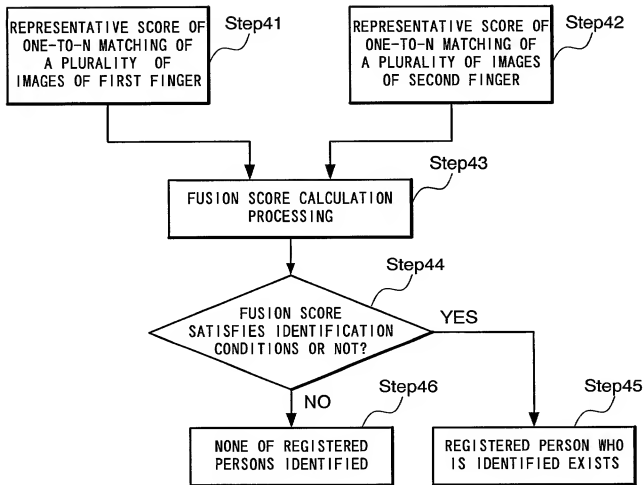 REPRESENTATIVE SCORE OF
ONE-TO-N MATCHING OF
A PLURALITY OF
IMAGES OF FIRST FINGER
Step41
REPRESENTATIVE SCORE OF
ONE-TO-N MATCHING OF
A PLURALITY OF IMAGES
OF SECOND FINGER
Step42
FUSION SCORE CALCULATION
PROCESSING
Step43
FUSION SCORE
SATISFIES IDENTIFICATION
CONDITIONS OR NOT?
Step44
YES
NO
NONE OF REGISTERED
PERSONS IDENTIFIED
Step46
REGISTERED PERSON WHO
IS IDENTIFIED EXISTS
Step45